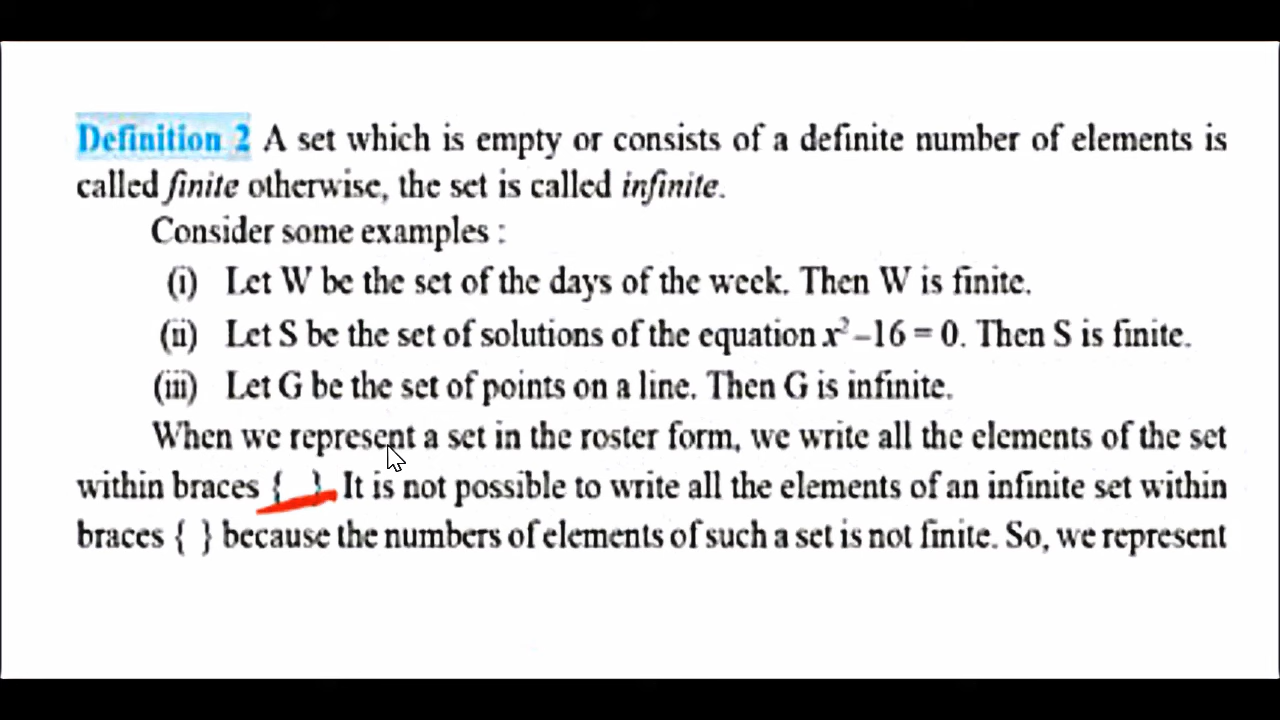 Definition 2 A set which is empty or consists of a definite number of elements is
called finite otherwise, the set is called infinite.
Consider some examples :
(i) Let W be the set of the days of the week. Then W is finite.
(ii) Let S be the set of solutions of the equation x² –16 = 0. Then S is finite.
(iii) Let G be the set of points on a line. Then G is infinite.
When we represent a set in the roster form, we write all the elements of the set
within braces { }. It is not possible to write all the elements of an infinite set within
braces { } because the numbers of elements of such a set is not finite. So, we represent